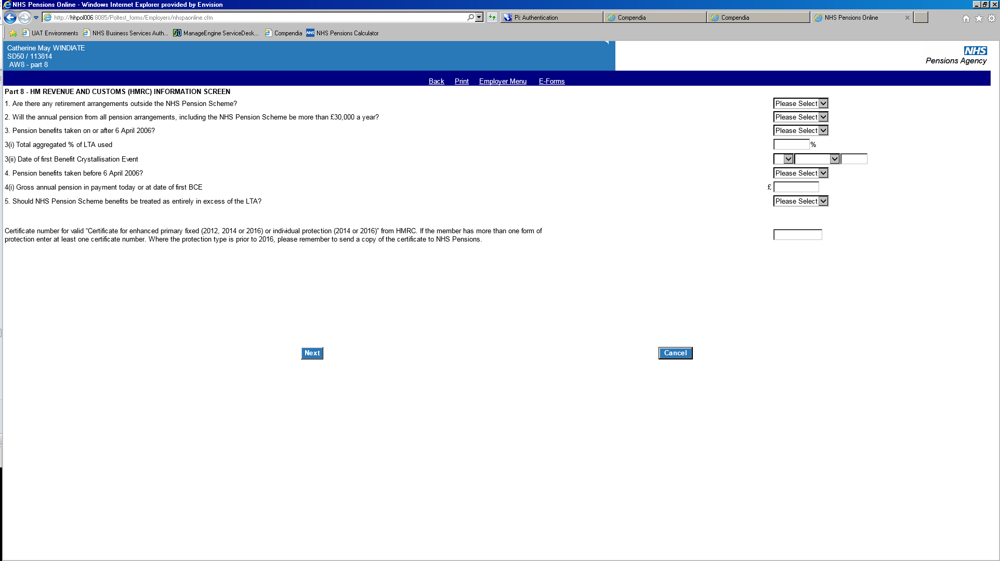 NHS Pensions Online - Windows Internet Explorer provided by Envision
http://hhpol006:8085/Poltest_forms/Employers/nhspaonline.cfm
Pi: Authentication
Compendia
Compendia
NHS Pensions Online
UAT Environments
NHS Business Services Auth...
ManageEngine ServiceDesk...
Compendia
NHS
NHS Pensions Calculator
Catherine May WINDIATE
SD50 / 113814
AW8 - part 8
NHS
Pensions Agency
Back Print Employer Menu E-Forms
Part 8 - HM REVENUE AND CUSTOMS (HMRC) INFORMATION SCREEN
1. Are there any retirement arrangements outside the NHS Pension Scheme? Please Select
2. Will the annual pension from all pension arrangements, including the NHS Pension Scheme be more than £30,000 a year? Please Select
3. Pension benefits taken on or after 6 April 2006? Please Select
3(i) Total aggregated % of LTA used %
3(ii) Date of first Benefit Crystallisation Event
4. Pension benefits taken before 6 April 2006? Please Select
4(i) Gross annual pension in payment today or at date of first BCE £
5. Should NHS Pension Scheme benefits be treated as entirely in excess of the LTA? Please Select
Certificate number for valid “Certificate for enhanced primary fixed (2012, 2014 or 2016) or individual protection (2014 or 2016)” from HMRC. If the member has more than one form of
protection enter at least one certificate number. Where the protection type is prior to 2016, please remember to send a copy of the certificate to NHS Pensions.
Next Cancel